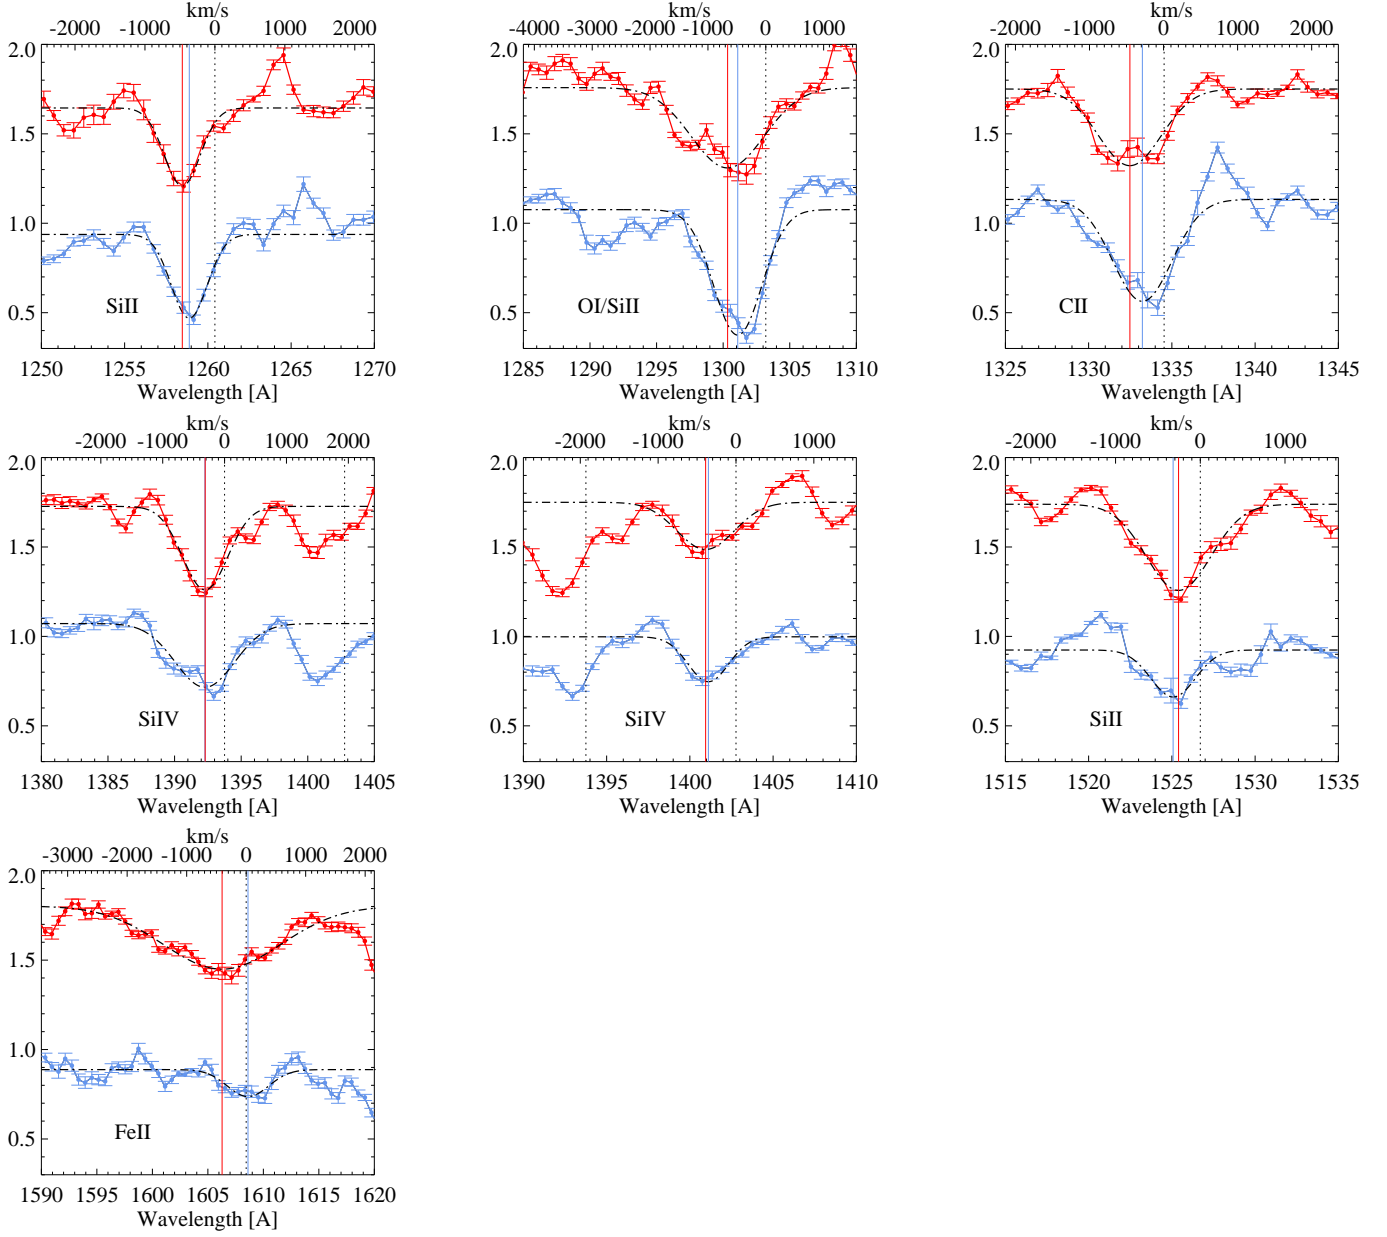 km/s km/s km/s
-2000 -1000 0 1000 2000 -4000 -3000 -2000 -1000 0 1000 -2000 -1000 0 1000 2000
2.0 2.0 2.0
1.5 1.5 1.5
1.0 1.0 1.0
0.5 0.5 0.5
SiII OI/SiII CII
1250 1255 1260 1265 1270 1285 1290 1295 1300 1305 1310 1325 1330 1335 1340 1345
Wavelength [A] Wavelength [A] Wavelength [A]
km/s km/s km/s
-2000 -1000 0 1000 2000 -2000 -1000 0 1000 -2000 -1000 0 1000
2.0 2.0 2.0
1.5 1.5 1.5
1.0 1.0 1.0
0.5 0.5 0.5
SiIV SiIV SiII
1380 1385 1390 1395 1400 1405 1390 1395 1400 1405 1410 1515 1520 1525 1530 1535
Wavelength [A] Wavelength [A] Wavelength [A]
km/s
-3000 -2000 -1000 0 1000 2000
2.0
1.5
1.0
0.5
FeII
1590 1595 1600 1605 1610 1615 1620
Wavelength [A]